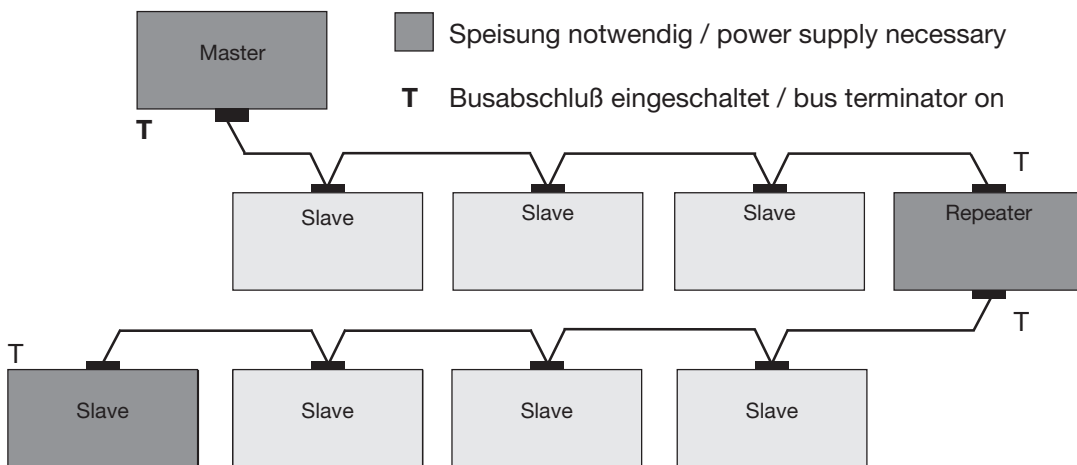 Master
Speisung notwendig / power supply necessary
T Busabschluß eingeschaltet / bus terminator on
T
T
Slave
Slave
Slave
Repeater
T
T
Slave
Slave
Slave
Slave